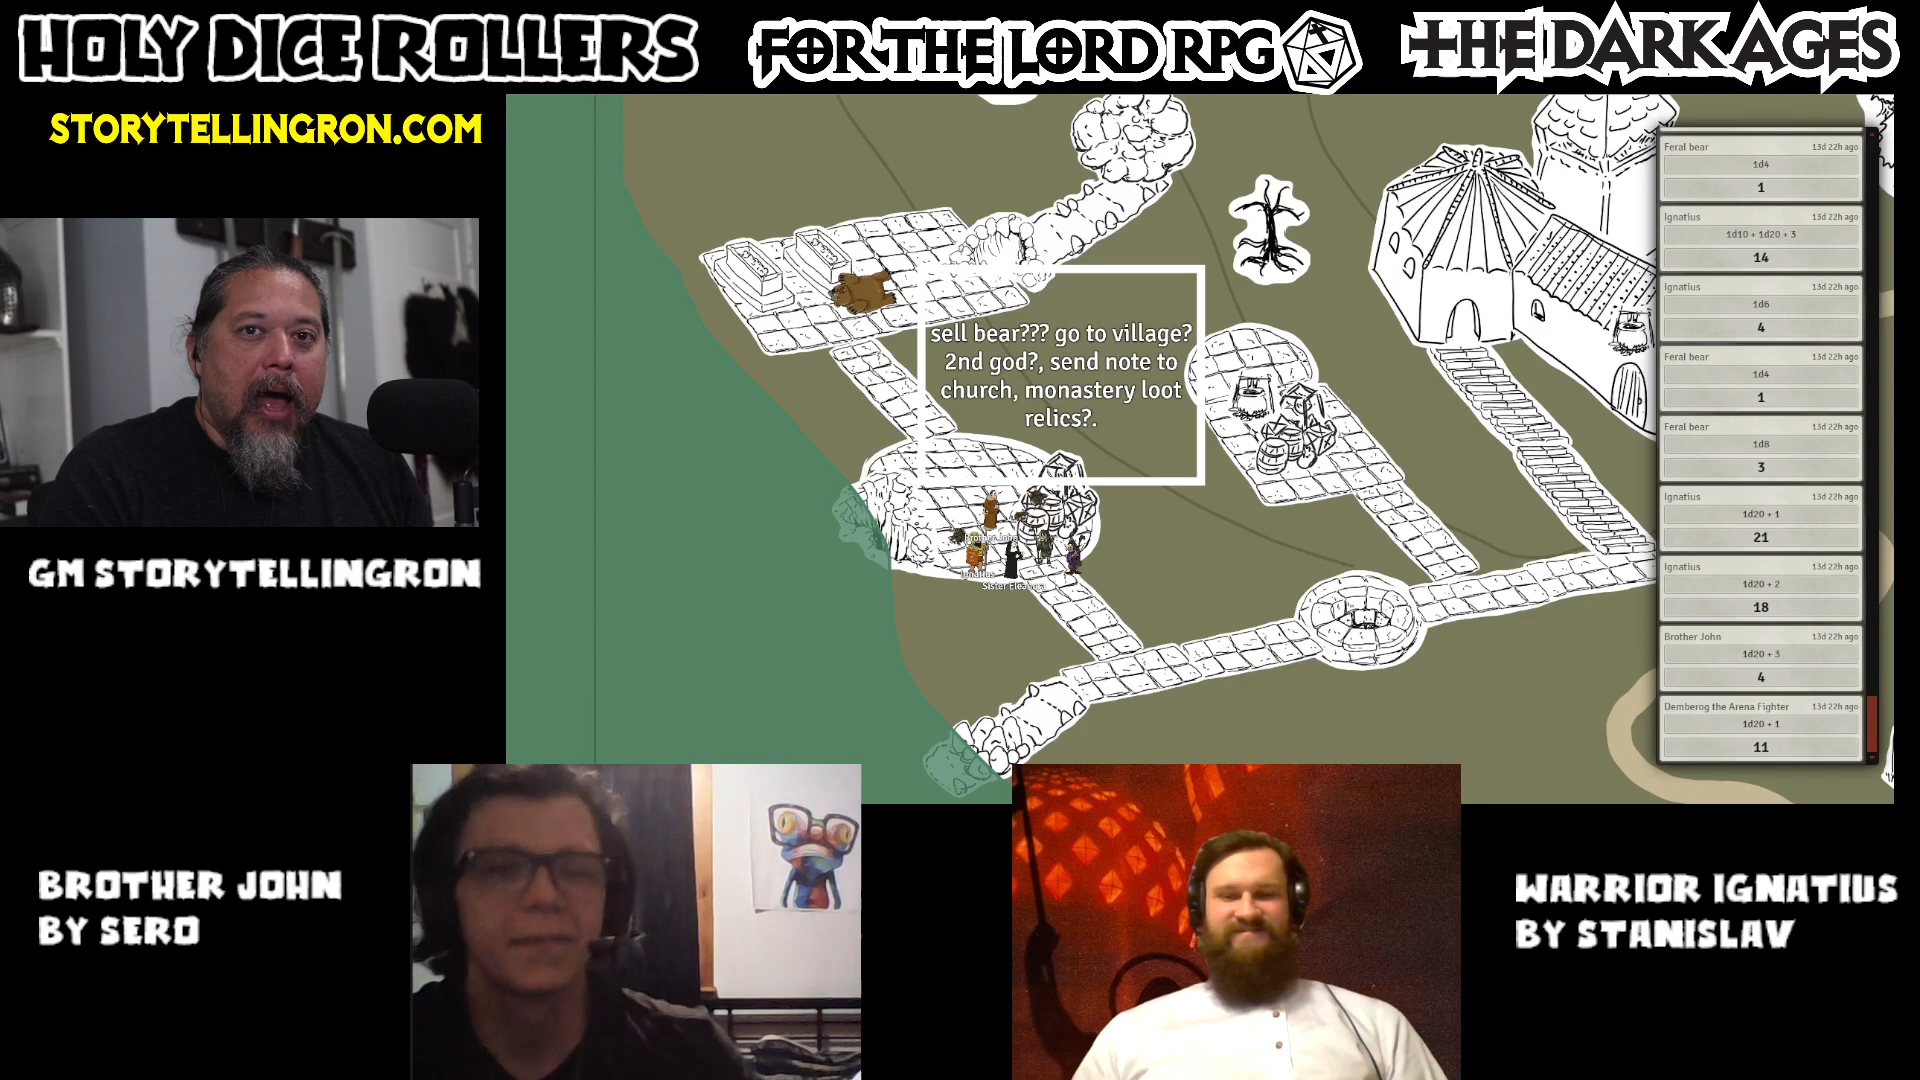 HOLY DICE ROLLERS
FOR THE LORD RPG
THE DARK AGES
STORYTELLINGRON.COM
GM STORYTELLINGRON
sell bear??? go to village?
2nd god?, send note to
church, monastery loot
relics?.
Brother John
Ignatius
Sister Eleanora
Feral bear 13d 22h ago
1d4
1
Ignatius 13d 22h ago
1d10 + 1d20 + 3
14
Ignatius 13d 22h ago
1d6
4
Feral bear 13d 22h ago
1d4
1
Feral bear 13d 22h ago
1d8
3
Ignatius 13d 22h ago
1d20 + 1
21
Ignatius 13d 22h ago
1d20 + 2
18
Brother John 13d 22h ago
1d20 + 3
4
Demberog the Arena Fighter 13d 22h ago
1d20 + 1
11
BROTHER JOHN
BY SERO
WARRIOR IGNATIUS
BY STANISLAV